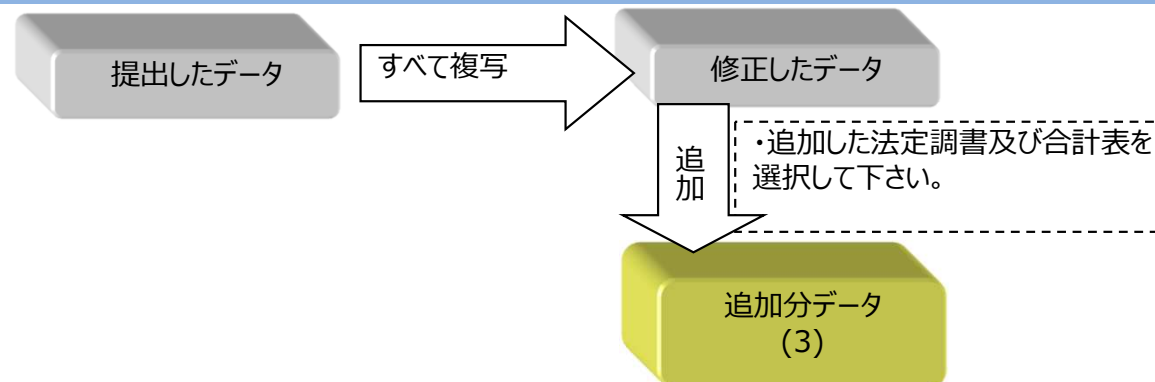 提出したデータ
すべて複写
修正したデータ
追加
・追加した法定調書及び合計表を
選択して下さい。
追加分データ
(3)